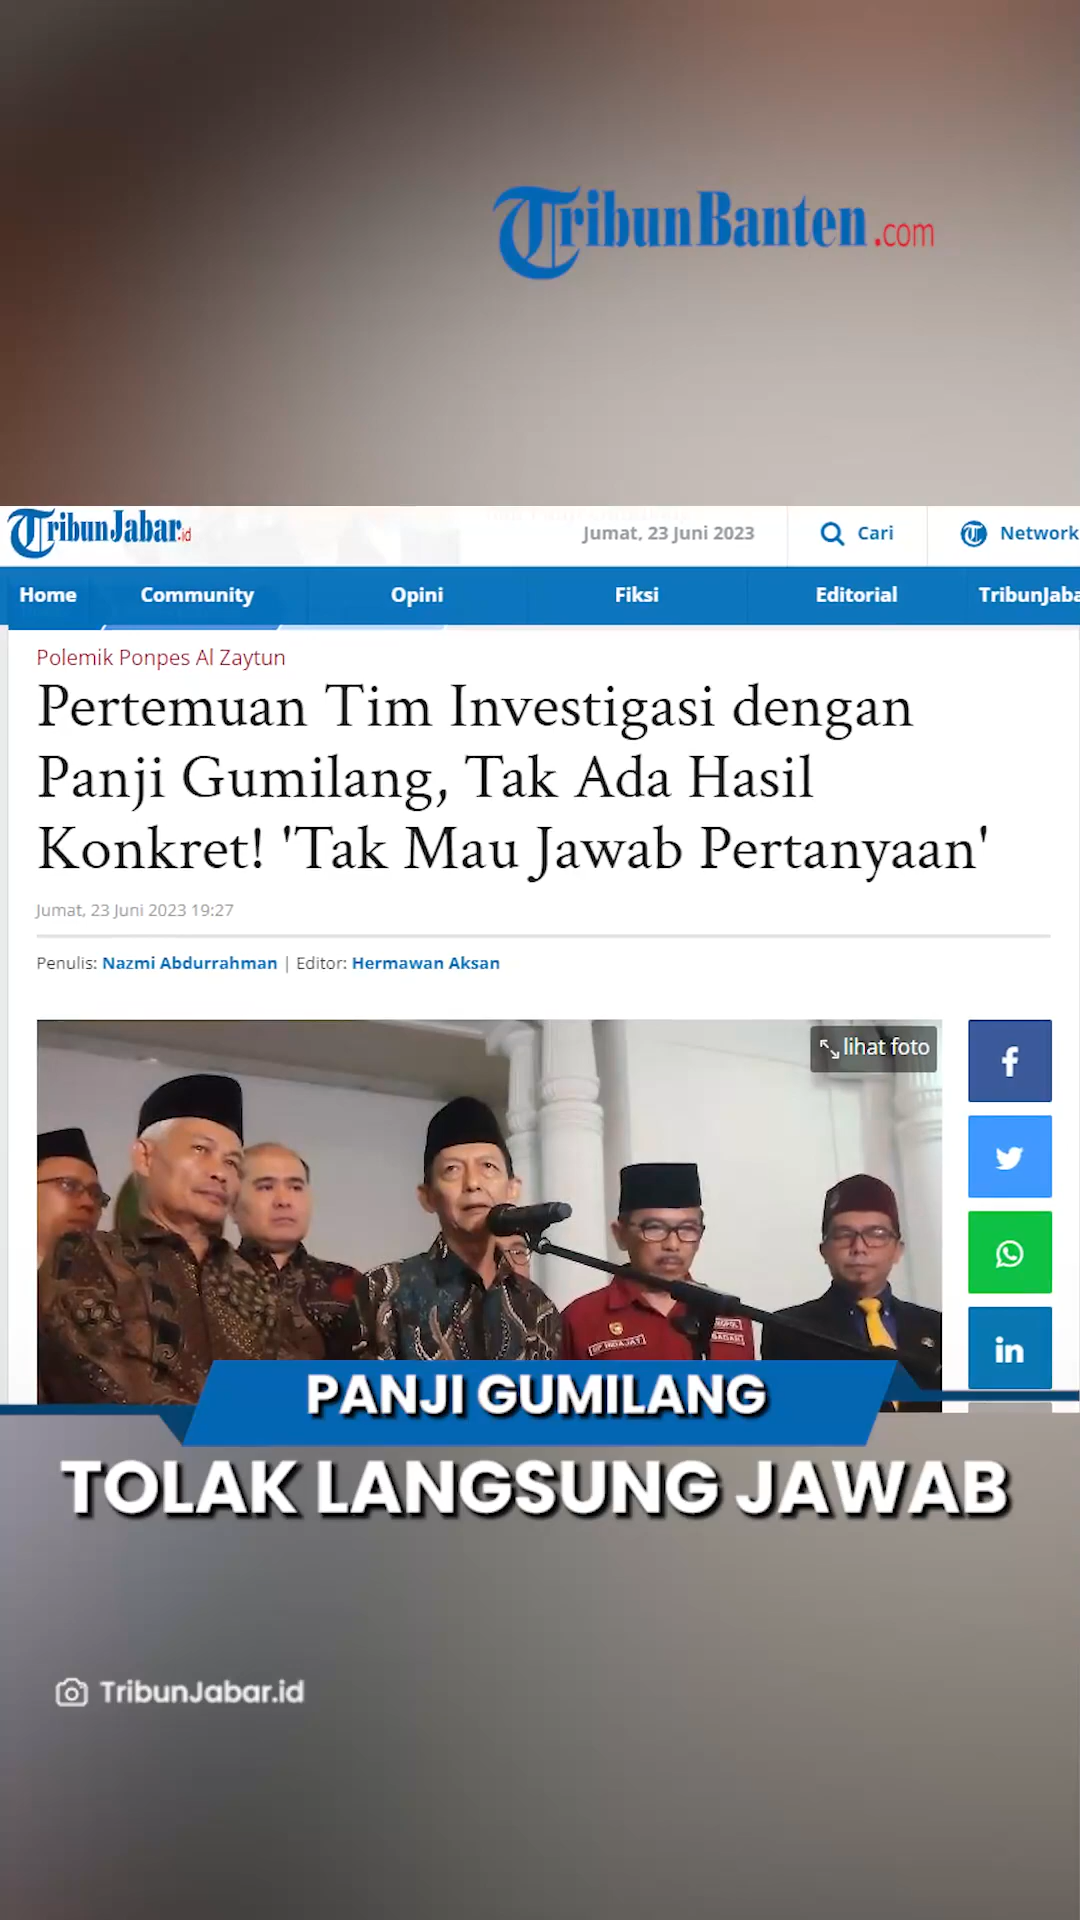 TribunBanten.com
TribunJabar.id
Jumat, 23 Juni 2023
Cari
Network
Home
Community
Opini
Fiksi
Editorial
TribunJaba
Polemik Ponpes Al Zaytun
Pertemuan Tim Investigasi dengan
Panji Gumilang, Tak Ada Hasil
Konkret! 'Tak Mau Jawab Pertanyaan'
Jumat, 23 Juni 2023 19:27
Penulis: Nazmi Abdurrahman | Editor: Hermawan Aksan
lihat foto
PANJI GUMILANG
TOLAK LANGSUNG JAWAB
TribunJabar.id